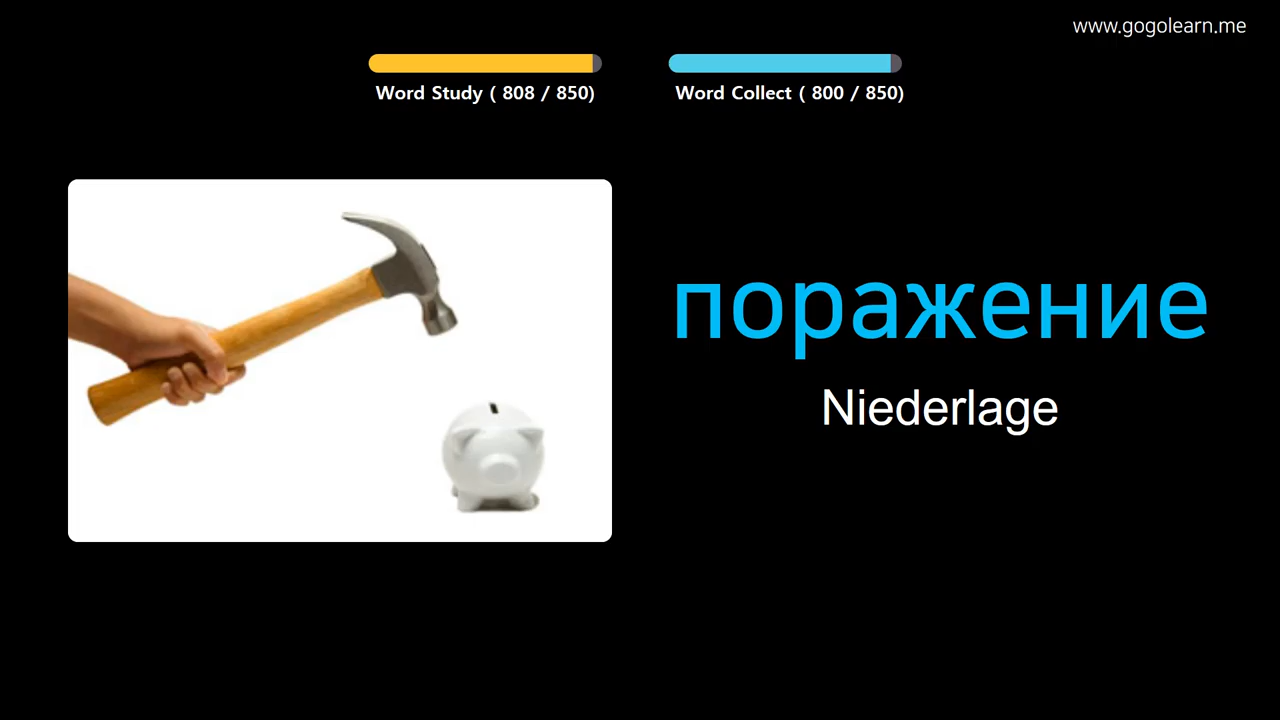 www.gogolearn.me
Word Study ( 808 / 850)
Word Collect ( 800 / 850)
поражение
Niederlage